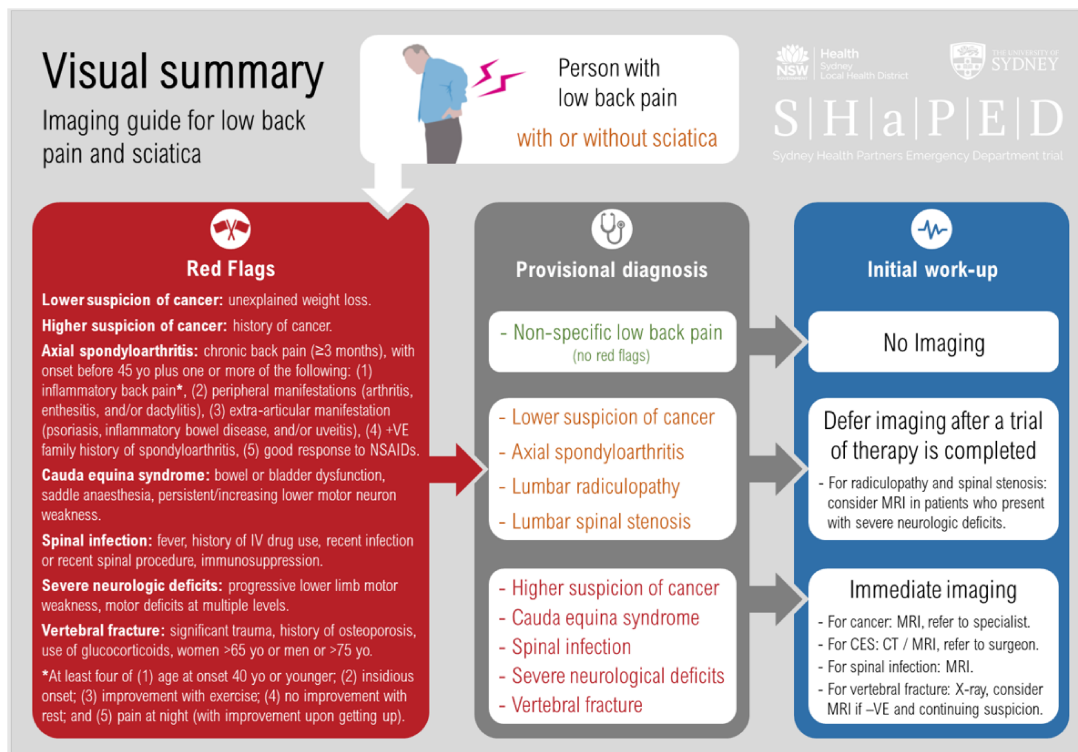 Visual summary
Imaging guide for low back
pain and sciatica
Person with
low back pain
with or without sciatica
NSW
Health
Sydney
Local Health District
THE UNIVERSITY OF
SYDNEY
S|H|a|P|E|D
Sydney Health Partners Emergency Department trial
Red Flags
Lower suspicion of cancer: unexplained weight loss.
Higher suspicion of cancer: history of cancer.
Axial spondyloarthritis: chronic back pain (≥3 months), with
onset before 45 yo plus one or more of the following: (1)
inflammatory back pain*, (2) peripheral manifestations (arthritis,
enthesitis, and/or dactylitis), (3) extra-articular manifestation
(psoriasis, inflammatory bowel disease, and/or uveitis), (4) +VE
family history of spondyloarthritis, (5) good response to NSAIDs.
Cauda equina syndrome: bowel or bladder dysfunction,
saddle anaesthesia, persistent/increasing lower motor neuron
weakness.
Spinal infection: fever, history of IV drug use, recent infection
or recent spinal procedure, immunosuppression.
Severe neurologic deficits: progressive lower limb motor
weakness, motor deficits at multiple levels.
Vertebral fracture: significant trauma, history of osteoporosis,
use of glucocorticoids, women >65 yo or men or >75 yo.
*At least four of (1) age at onset 40 yo or younger; (2) insidious
onset; (3) improvement with exercise; (4) no improvement with
rest; and (5) pain at night (with improvement upon getting up).
Provisional diagnosis
- Non-specific low back pain
(no red flags)
- Lower suspicion of cancer
- Axial spondyloarthritis
- Lumbar radiculopathy
- Lumbar spinal stenosis
- Higher suspicion of cancer
- Cauda equina syndrome
- Spinal infection
- Severe neurological deficits
- Vertebral fracture
Initial work-up
No Imaging
Defer imaging after a trial
of therapy is completed
- For radiculopathy and spinal stenosis:
consider MRI in patients who present
with severe neurologic deficits.
Immediate imaging
- For cancer: MRI, refer to specialist.
- For CES: CT / MRI, refer to surgeon.
- For spinal infection: MRI.
- For vertebral fracture: X-ray, consider
MRI if –VE and continuing suspicion.